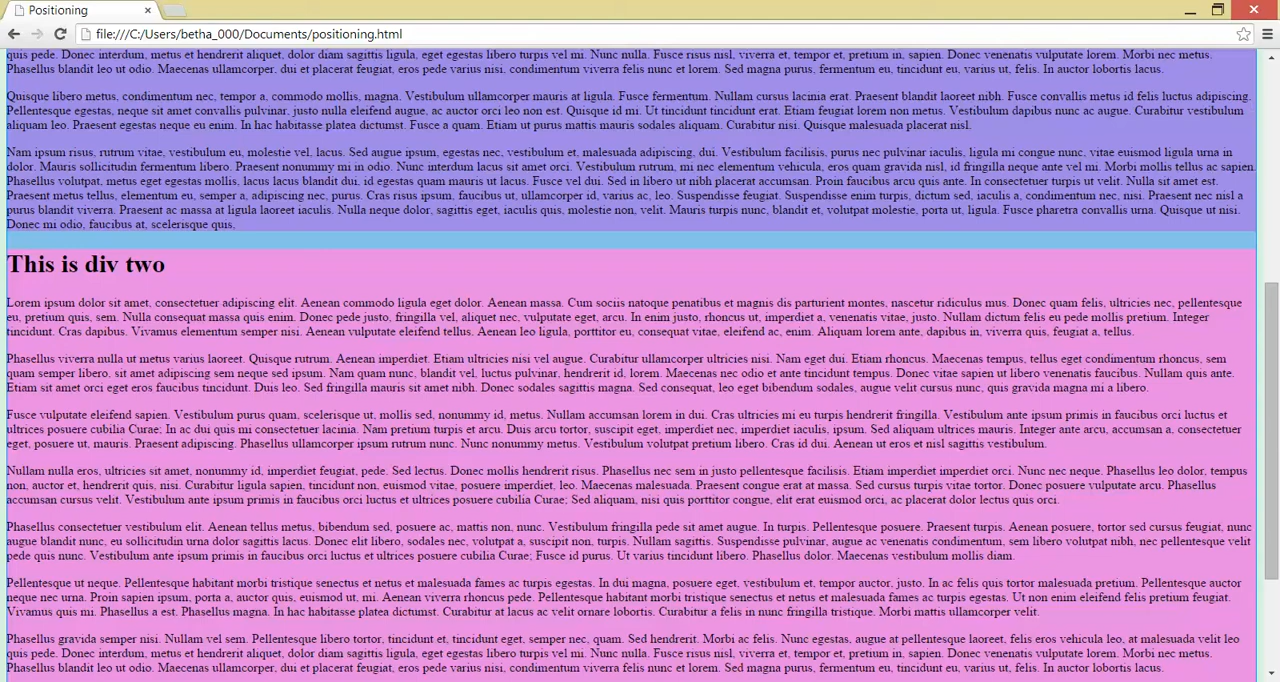 Positioning
file:///C:/Users/betha_000/Documents/positioning.html
quis pede. Donec interdum, metus et hendrerit aliquet, dolor diam sagittis ligula, eget egestas libero turpis vel mi. Nunc nulla. Fusce risus nisl, viverra et, tempor et, pretium in, sapien. Donec venenatis vulputate lorem. Morbi nec metus.
Phasellus blandit leo ut odio. Maecenas ullamcorper, dui et placerat feugiat, eros pede varius nisi, condimentum viverra felis nunc et lorem. Sed magna purus, fermentum eu, tincidunt eu, varius ut, felis. In auctor lobortis lacus.
Quisque libero metus, condimentum nec, tempor a, commodo mollis, magna. Vestibulum ullamcorper mauris at ligula. Fusce fermentum. Nullam cursus lacinia erat. Praesent blandit laoreet nibh. Fusce convallis metus id felis luctus adipiscing.
Pellentesque egestas, neque sit amet convallis pulvinar, justo nulla eleifend augue, ac auctor orci leo non est. Quisque id mi. Ut tincidunt tincidunt erat. Etiam feugiat lorem non metus. Vestibulum dapibus nunc ac augue. Curabitur vestibulum
aliquam leo. Praesent egestas neque eu enim. In hac habitasse platea dictumst. Fusce a quam. Etiam ut purus mattis mauris sodales aliquam. Curabitur nisi. Quisque malesuada placerat nisl.
Nam ipsum risus, rutrum vitae, vestibulum eu, molestie vel, lacus. Sed augue ipsum, egestas nec, vestibulum et, malesuada adipiscing, dui. Vestibulum facilisis, purus nec pulvinar iaculis, ligula mi congue nunc, vitae euismod ligula urna in
dolor. Mauris sollicitudin fermentum libero. Praesent nonummy mi in odio. Nunc interdum lacus sit amet orci. Vestibulum rutrum, mi nec elementum vehicula, eros quam gravida nisl, id fringilla neque ante vel mi. Morbi mollis tellus ac sapien.
Phasellus volutpat, metus eget egestas mollis, lacus lacus blandit dui, id egestas quam mauris ut lacus. Fusce vel dui. Sed in libero ut nibh placerat accumsan. Proin faucibus arcu quis ante. In consectetuer turpis ut velit. Nulla sit amet est.
Praesent metus tellus, elementum eu, semper a, adipiscing nec, purus. Cras risus ipsum, faucibus ut, ullamcorper id, varius ac, leo. Suspendisse feugiat. Suspendisse enim turpis, dictum sed, iaculis a, condimentum nec, nisi. Praesent nec nisl a
purus blandit viverra. Praesent ac massa at ligula laoreet iaculis. Nulla neque dolor, sagittis eget, iaculis quis, molestie non, velit. Mauris turpis nunc, blandit et, volutpat molestie, porta ut, ligula. Fusce pharetra convallis urna. Quisque ut nisi.
Donec mi odio, faucibus at, scelerisque quis,
This is div two
Lorem ipsum dolor sit amet, consectetuer adipiscing elit. Aenean commodo ligula eget dolor. Aenean massa. Cum sociis natoque penatibus et magnis dis parturient montes, nascetur ridiculus mus. Donec quam felis, ultricies nec, pellentesque
eu, pretium quis, sem. Nulla consequat massa quis enim. Donec pede justo, fringilla vel, aliquet nec, vulputate eget, arcu. In enim justo, rhoncus ut, imperdiet a, venenatis vitae, justo. Nullam dictum felis eu pede mollis pretium. Integer
tincidunt. Cras dapibus. Vivamus elementum semper nisi. Aenean vulputate eleifend tellus. Aenean leo ligula, porttitor eu, consequat vitae, eleifend ac, enim. Aliquam lorem ante, dapibus in, viverra quis, feugiat a, tellus.
Phasellus viverra nulla ut metus varius laoreet. Quisque rutrum. Aenean imperdiet. Etiam ultricies nisi vel augue. Curabitur ullamcorper ultricies nisi. Nam eget dui. Etiam rhoncus. Maecenas tempus, tellus eget condimentum rhoncus, sem
quam semper libero, sit amet adipiscing sem neque sed ipsum. Nam quam nunc, blandit vel, luctus pulvinar, hendrerit id, lorem. Maecenas nec odio et ante tincidunt tempus. Donec vitae sapien ut libero venenatis faucibus. Nullam quis ante.
Etiam sit amet orci eget eros faucibus tincidunt. Duis leo. Sed fringilla mauris sit amet nibh. Donec sodales sagittis magna. Sed consequat, leo eget bibendum sodales, augue velit cursus nunc, quis gravida magna mi a libero.
Fusce vulputate eleifend sapien. Vestibulum purus quam, scelerisque ut, mollis sed, nonummy id, metus. Nullam accumsan lorem in dui. Cras ultricies mi eu turpis hendrerit fringilla. Vestibulum ante ipsum primis in faucibus orci luctus et
ultrices posuere cubilia Curae; In ac dui quis mi consectetuer lacinia. Nam pretium turpis et arcu. Duis arcu tortor, suscipit eget, imperdiet nec, imperdiet iaculis, ipsum. Sed aliquam ultrices mauris. Integer ante arcu, accumsan a, consectetuer
eget, posuere ut, mauris. Praesent adipiscing. Phasellus ullamcorper ipsum rutrum nunc. Nunc nonummy metus. Vestibulum volutpat pretium libero. Cras id dui. Aenean ut eros et nisl sagittis vestibulum.
Nullam nulla eros, ultricies sit amet, nonummy id, imperdiet feugiat, pede. Sed lectus. Donec mollis hendrerit risus. Phasellus nec sem in justo pellentesque facilisis. Etiam imperdiet imperdiet orci. Nunc nec neque. Phasellus leo dolor, tempus
non, auctor et, hendrerit quis, nisi. Curabitur ligula sapien, tincidunt non, euismod vitae, posuere imperdiet, leo. Maecenas malesuada. Praesent congue erat at massa. Sed cursus turpis vitae tortor. Donec posuere vulputate arcu. Phasellus
accumsan cursus velit. Vestibulum ante ipsum primis in faucibus orci luctus et ultrices posuere cubilia Curae; Sed aliquam, nisi quis porttitor congue, elit erat euismod orci, ac placerat dolor lectus quis orci.
Phasellus consectetuer vestibulum elit. Aenean tellus metus, bibendum sed, posuere ac, mattis non, nunc. Vestibulum fringilla pede sit amet augue. In turpis. Pellentesque posuere. Praesent turpis. Aenean posuere, tortor sed cursus feugiat, nunc
augue blandit nunc, eu sollicitudin urna dolor sagittis lacus. Donec elit libero, sodales nec, volutpat a, suscipit non, turpis. Nullam sagittis. Suspendisse pulvinar, augue ac venenatis condimentum, sem libero volutpat nibh, nec pellentesque velit
pede quis nunc. Vestibulum ante ipsum primis in faucibus orci luctus et ultrices posuere cubilia Curae; Fusce id purus. Ut varius tincidunt libero. Phasellus dolor. Maecenas vestibulum mollis diam.
Pellentesque ut neque. Pellentesque habitant morbi tristique senectus et netus et malesuada fames ac turpis egestas. In dui magna, posuere eget, vestibulum et, tempor auctor, justo. In ac felis quis tortor malesuada pretium. Pellentesque auctor
neque nec urna. Proin sapien ipsum, porta a, auctor quis, euismod ut, mi. Aenean viverra rhoncus pede. Pellentesque habitant morbi tristique senectus et netus et malesuada fames ac turpis egestas. Ut non enim eleifend felis pretium feugiat.
Vivamus quis mi. Phasellus a est. Phasellus magna. In hac habitasse platea dictumst. Curabitur at lacus ac velit ornare lobortis. Curabitur a felis in nunc fringilla tristique. Morbi mattis ullamcorper velit.
Phasellus gravida semper nisi. Nullam vel sem. Pellentesque libero tortor, tincidunt et, tincidunt eget, semper nec, quam. Sed hendrerit. Morbi ac felis. Nunc egestas, augue at pellentesque laoreet, felis eros vehicula leo, at malesuada velit leo
quis pede. Donec interdum, metus et hendrerit aliquet, dolor diam sagittis ligula, eget egestas libero turpis vel mi. Nunc nulla. Fusce risus nisl, viverra et, tempor et, pretium in, sapien. Donec venenatis vulputate lorem. Morbi nec metus.
Phasellus blandit leo ut odio. Maecenas ullamcorper, dui et placerat feugiat, eros pede varius nisi, condimentum viverra felis nunc et lorem. Sed magna purus, fermentum eu, tincidunt eu, varius ut, felis. In auctor lobortis lacus.